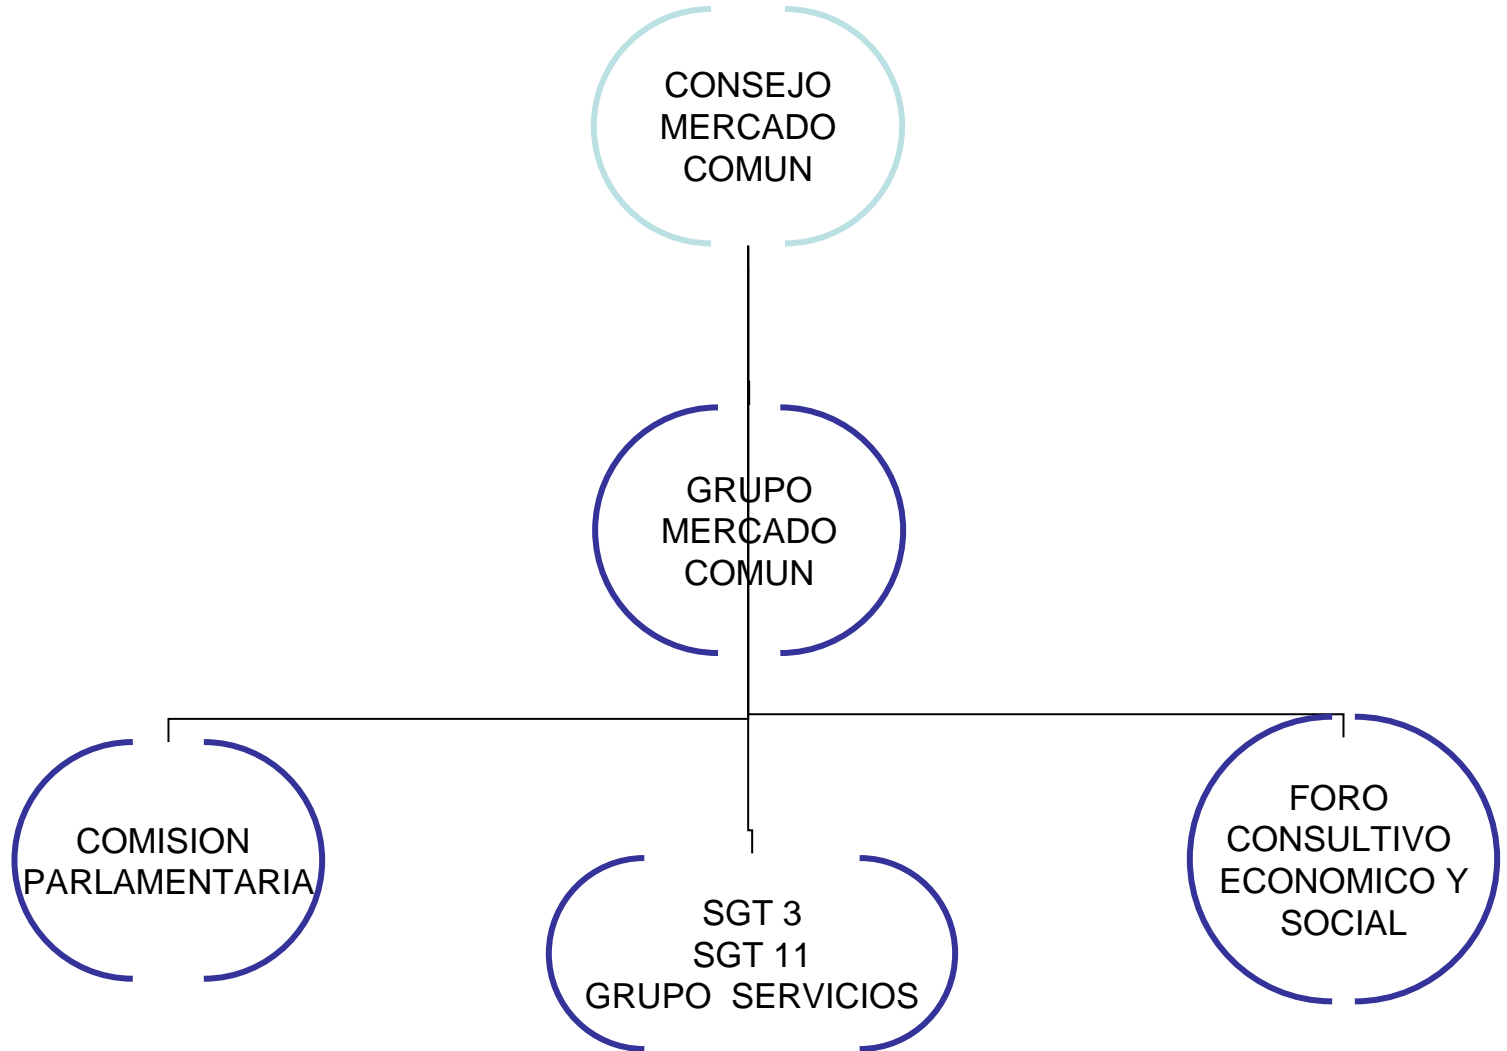 CONSEJO
MERCADO
COMUN
GRUPO
MERCADO
COMUN
COMISION
PARLAMENTARIA
SGT 3
SGT 11
GRUPO SERVICIOS
FORO
CONSULTIVO
ECONOMICO Y
SOCIAL